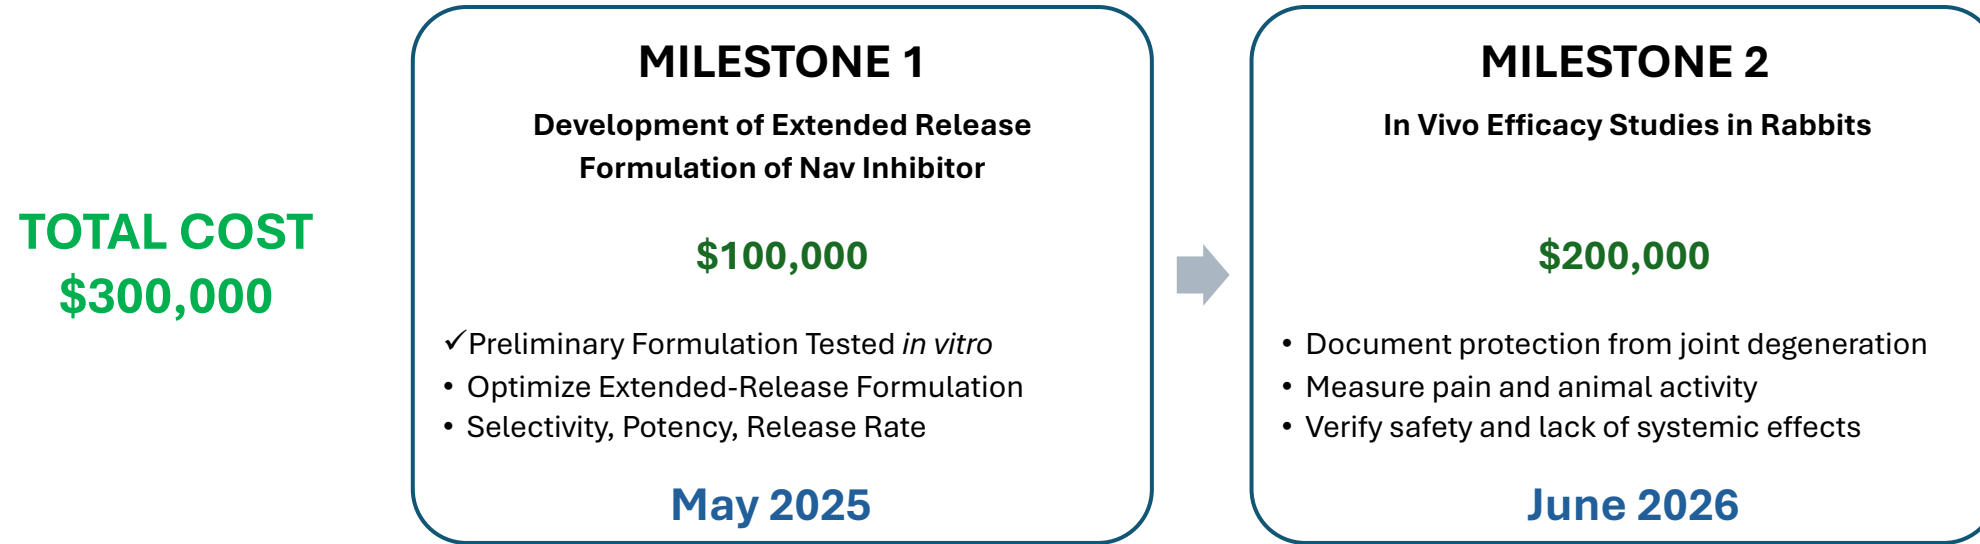 TOTAL COST
$300,000
MILESTONE 1
Development of Extended Release
Formulation of Nav Inhibitor
$100,000
✓Preliminary Formulation Tested in vitro
• Optimize Extended-Release Formulation
• Selectivity, Potency, Release Rate
May 2025
MILESTONE 2
In Vivo Efficacy Studies in Rabbits
$200,000
• Document protection from joint degeneration
• Measure pain and animal activity
• Verify safety and lack of systemic effects
June 2026